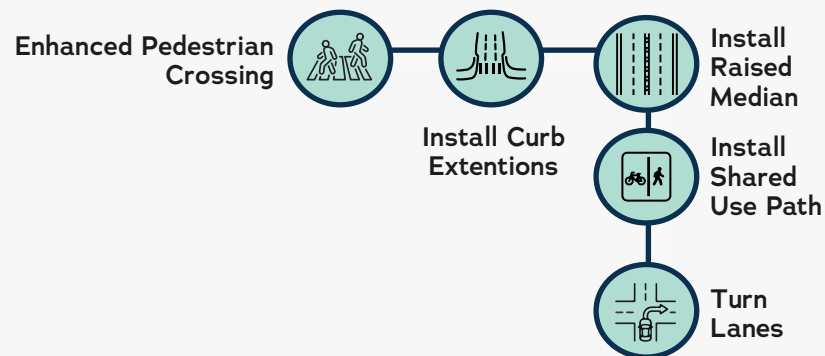 Enhanced Pedestrian
Crossing
Install Curb
Extentions
Install
Raised
Median
Install
Shared
Use Path
Turn
Lanes